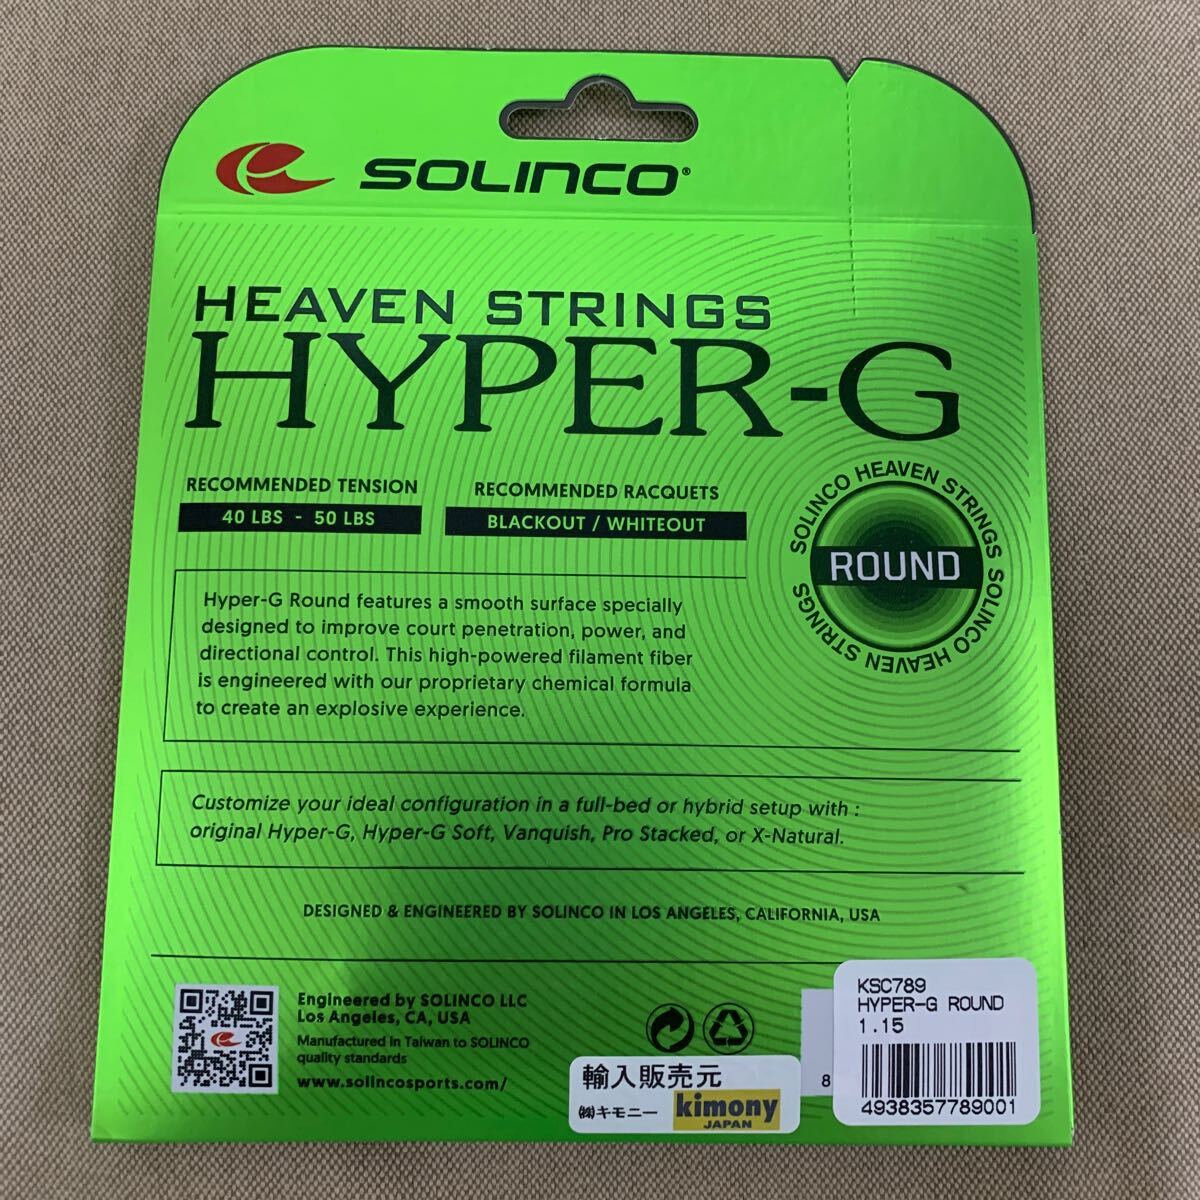 SOLINCO®
HEAVEN STRINGS
HYPER-G
RECOMMENDED TENSION
40 LBS - 50 LBS
RECOMMENDED RACQUETS
BLACKOUT / WHITEOUT
SOLINCO HEAVEN STRINGS SOLINCO HEAVEN STRINGS
ROUND
Hyper-G Round features a smooth surface specially
designed to improve court penetration, power, and
directional control. This high-powered filament fiber
is engineered with our proprietary chemical formula
to create an explosive experience.
Customize your ideal configuration in a full-bed or hybrid setup with :
original Hyper-G, Hyper-G Soft, Vanquish, Pro Stacked, or X-Natural.
DESIGNED & ENGINEERED BY SOLINCO IN LOS ANGELES, CALIFORNIA, USA
Engineered by SOLINCO LLC
Los Angeles, CA, USA
Manufactured in Taiwan to SOLINCO
quality standards
www.solincosports.com/
輸入販売元
㈱キモニー
kimony
JAPAN
8
KSC789
HYPER-G ROUND
1.15
4938357789001